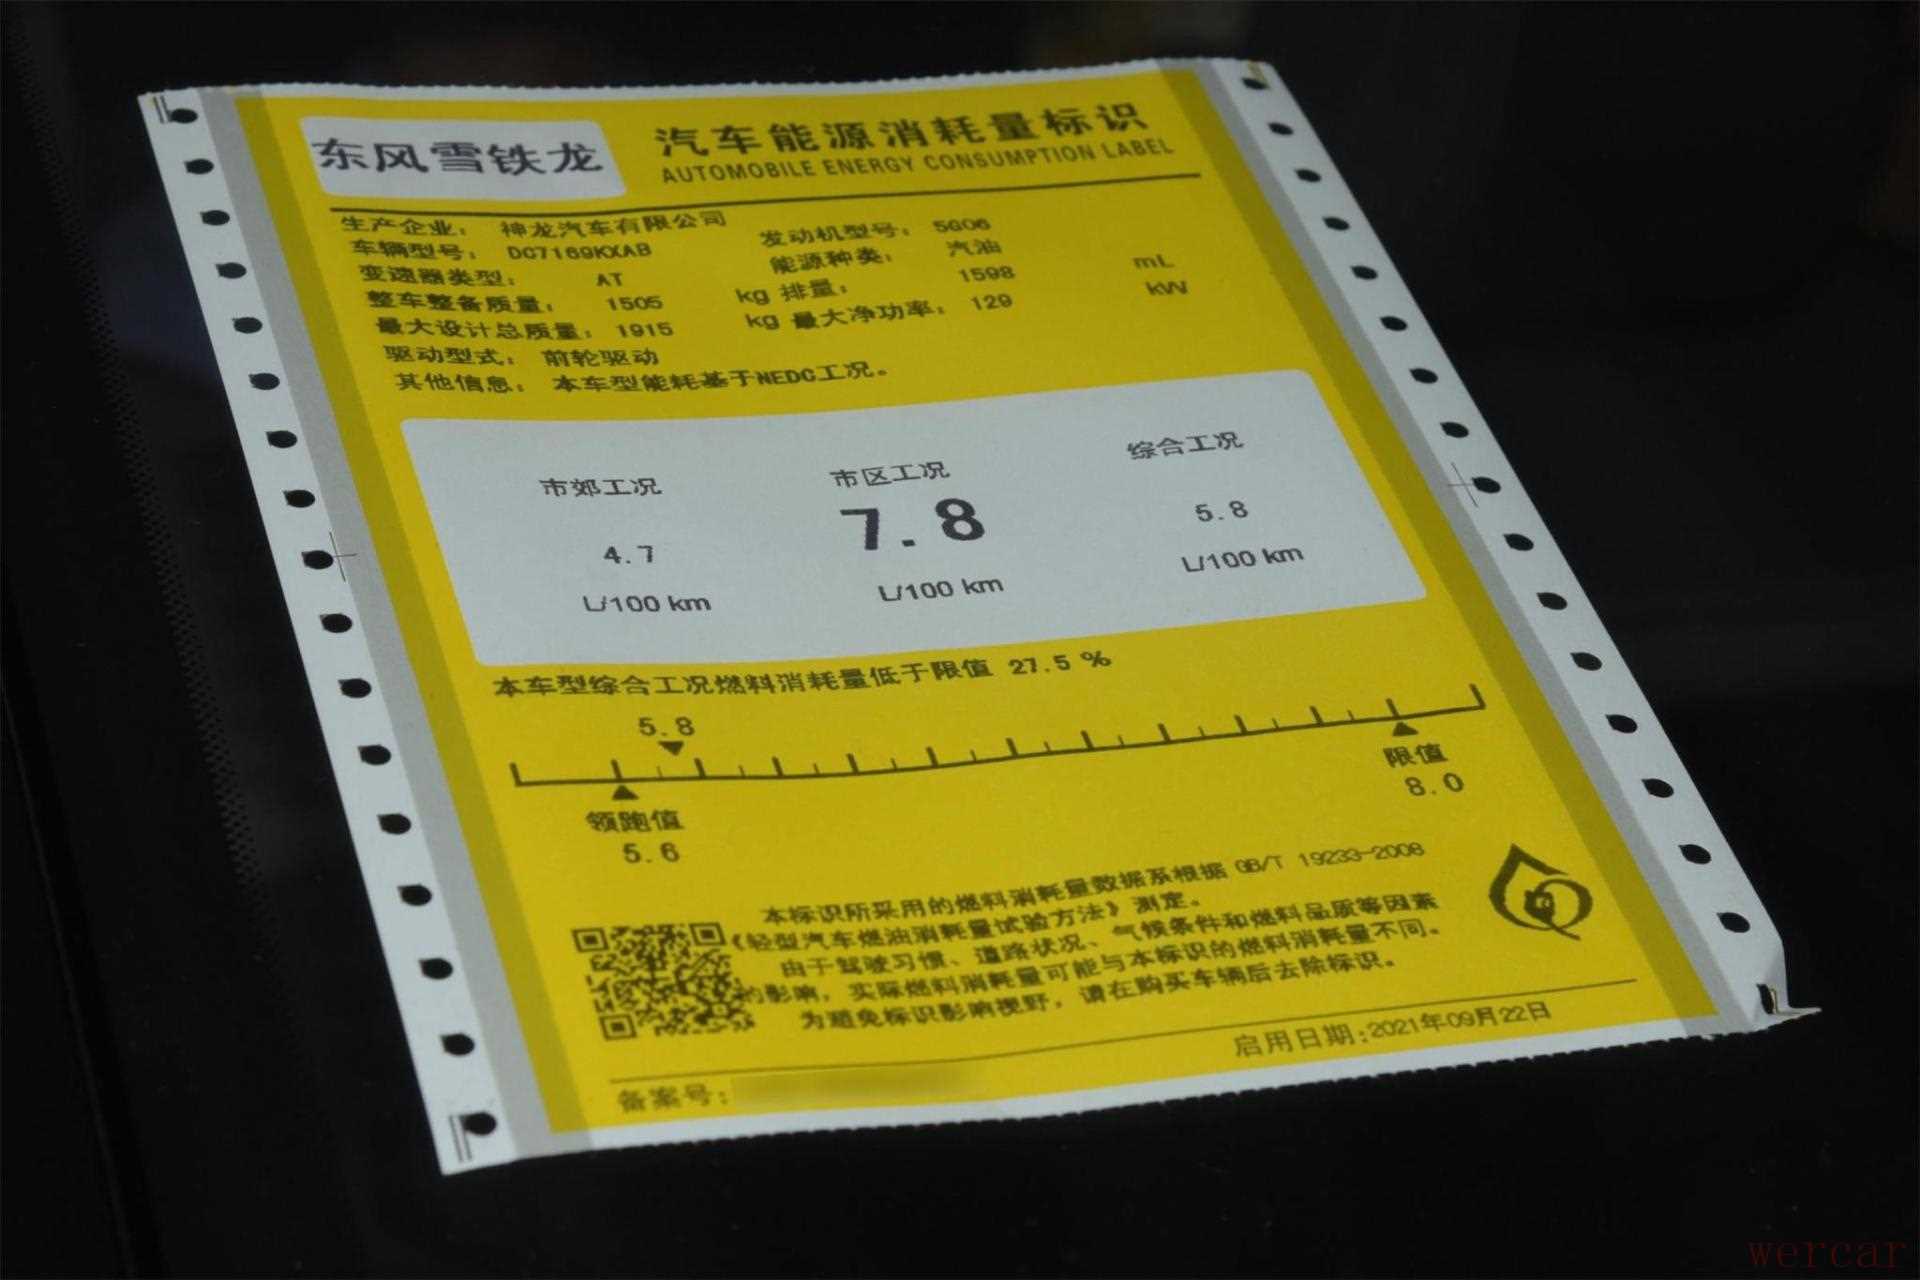 东风雪铁龙
汽车能源消耗量标识
AUTOMOBILE ENERGY CONSUMPTION LABEL
生产企业： 神龙汽车有限公司 发动机型号： 5G06
车辆型号： DC7169KXAB 能源种类： 汽油
变速器类型： AT 排量： 1598 mL
整车整备质量： 1505 kg 最大净功率： 129 kW
最大设计总质量： 1915 kg
驱动型式： 前轮驱动
其他信息： 本车型能耗基于NEDC工况。
市郊工况 市区工况 综合工况
4.7 7.8 5.8
L/100 km L/100 km L/100 km
本车型综合工况燃料消耗量低于限值 27.5 %
5.8
领跑值 限值
5.6 8.0
本标识所采用的燃料消耗量数据系根据 GB/T 19233-2008
《轻型汽车燃油消耗量试验方法》测定。
由于驾驶习惯、道路状况、气候条件和燃料品质等因素
的影响，实际燃料消耗量可能与本标识的燃料消耗量不同。
为避免标识影响视野，请在购买车辆后去除标识。
启用日期:2021年09月22日
备案号:
wercar